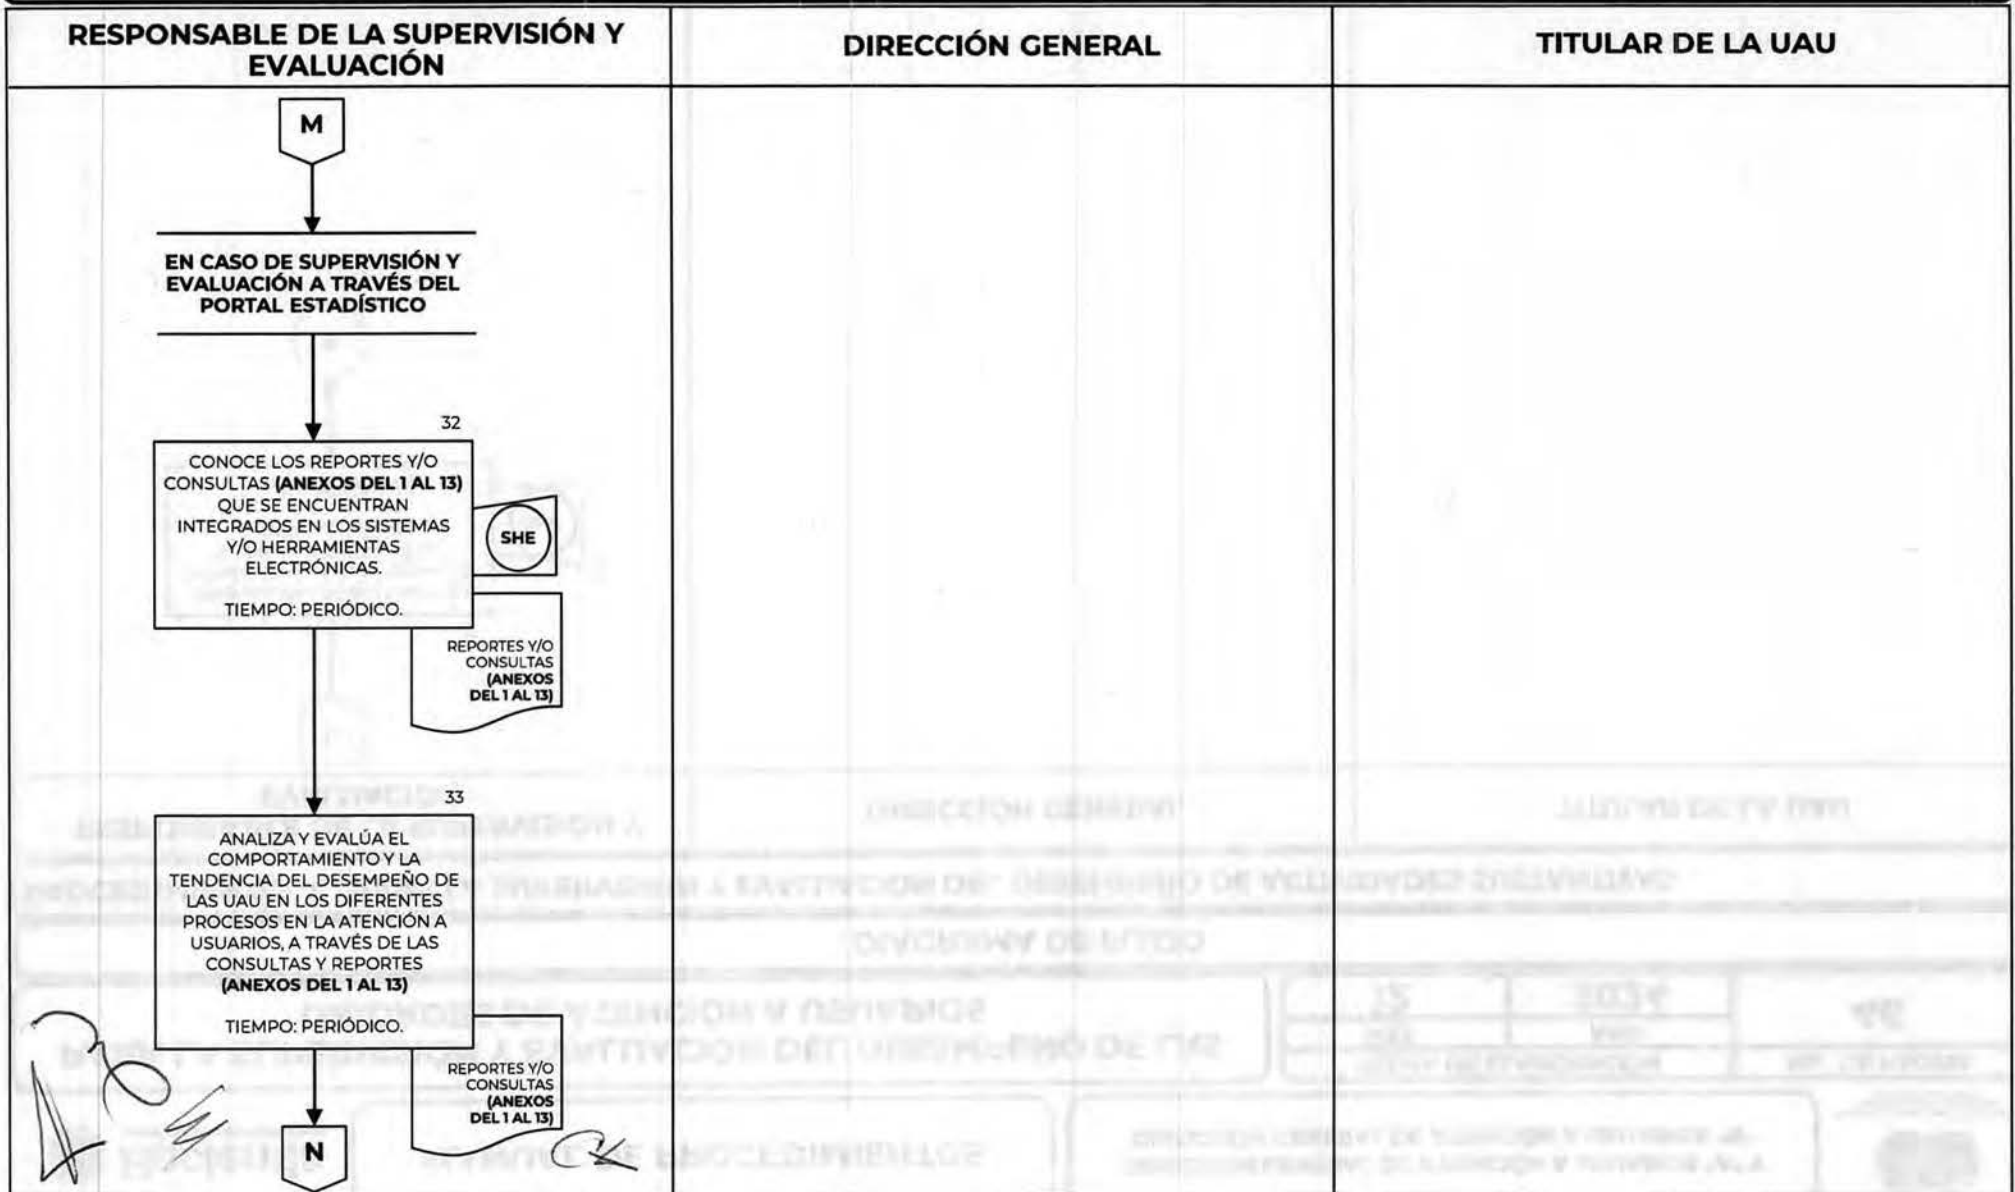 RESPONSABLE DE LA SUPERVISIÓN Y
EVALUACIÓN
DIRECCIÓN GENERAL
TITULAR DE LA UAU
M
EN CASO DE SUPERVISIÓN Y
EVALUACIÓN A TRAVÉS DEL
PORTAL ESTADÍSTICO
32
CONOCE LOS REPORTES Y/O
CONSULTAS (ANEXOS DEL 1 AL 13)
QUE SE ENCUENTRAN
INTEGRADOS EN LOS SISTEMAS
Y/O HERRAMIENTAS
ELECTRÓNICAS.
TIEMPO: PERIÓDICO.
SHE
REPORTES Y/O
CONSULTAS
(ANEXOS
DEL 1 AL 13)
33
ANALIZA Y EVALÚA EL
COMPORTAMIENTO Y LA
TENDENCIA DEL DESEMPEÑO DE
LAS UAU EN LOS DIFERENTES
PROCESOS EN LA ATENCIÓN A
USUARIOS, A TRAVÉS DE LAS
CONSULTAS Y REPORTES
(ANEXOS DEL 1 AL 13)
TIEMPO: PERIÓDICO.
REPORTES Y/O
CONSULTAS
(ANEXOS
DEL 1 AL 13)
N